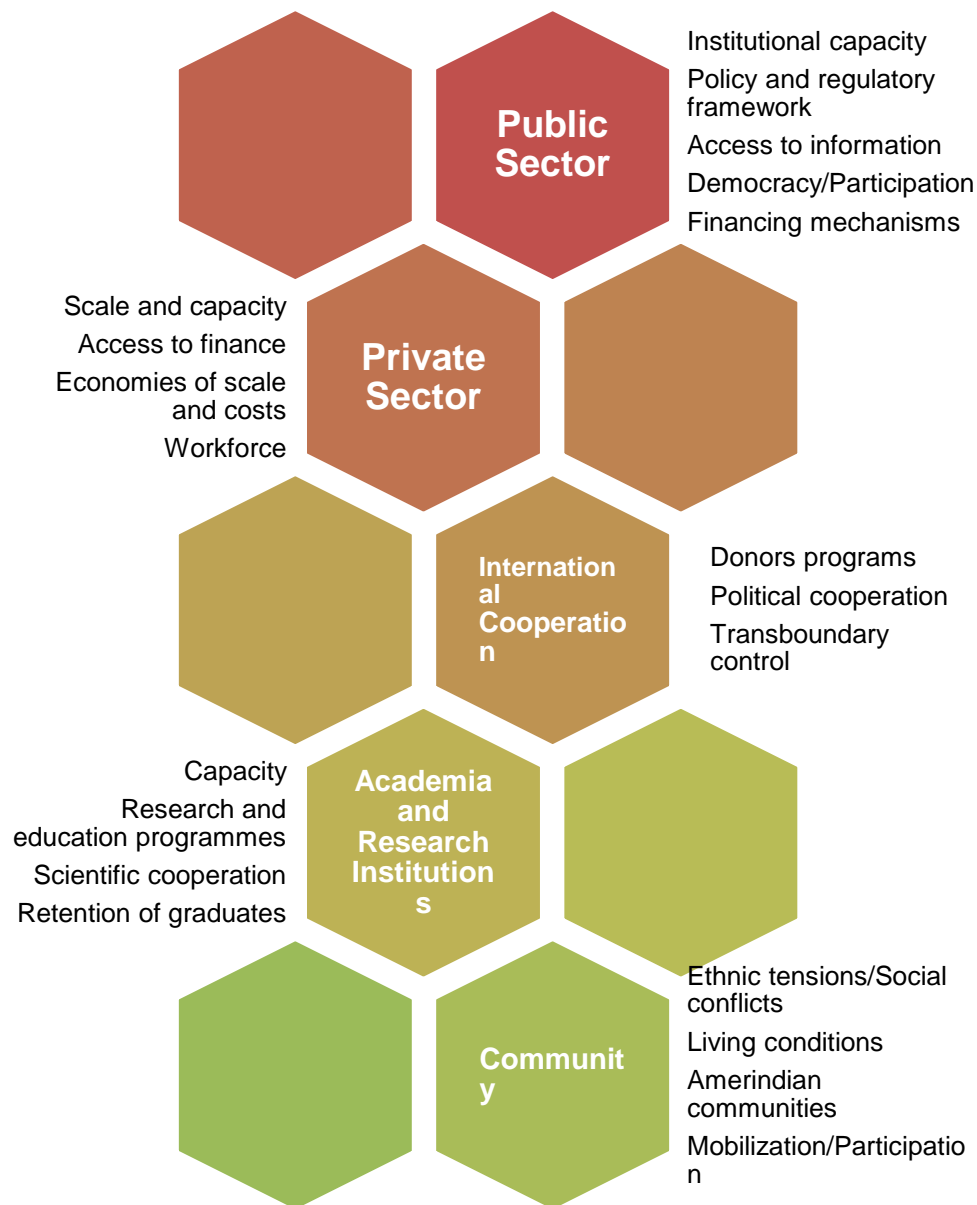 Public
Sector
Institutional capacity
Policy and regulatory
framework
Access to information
Democracy/Participation
Financing mechanisms
Scale and capacity
Access to finance
Economies of scale
and costs
Workforce
Private
Sector
Internation
al
Cooperatio
n
Donors programs
Political cooperation
Transboundary
control
Capacity
Research and
education programmes
Scientific cooperation
Retention of graduates
Academia
and
Research
Institution
s
Communit
y
Ethnic tensions/Social
conflicts
Living conditions
Amerindian
communities
Mobilization/Participatio
n